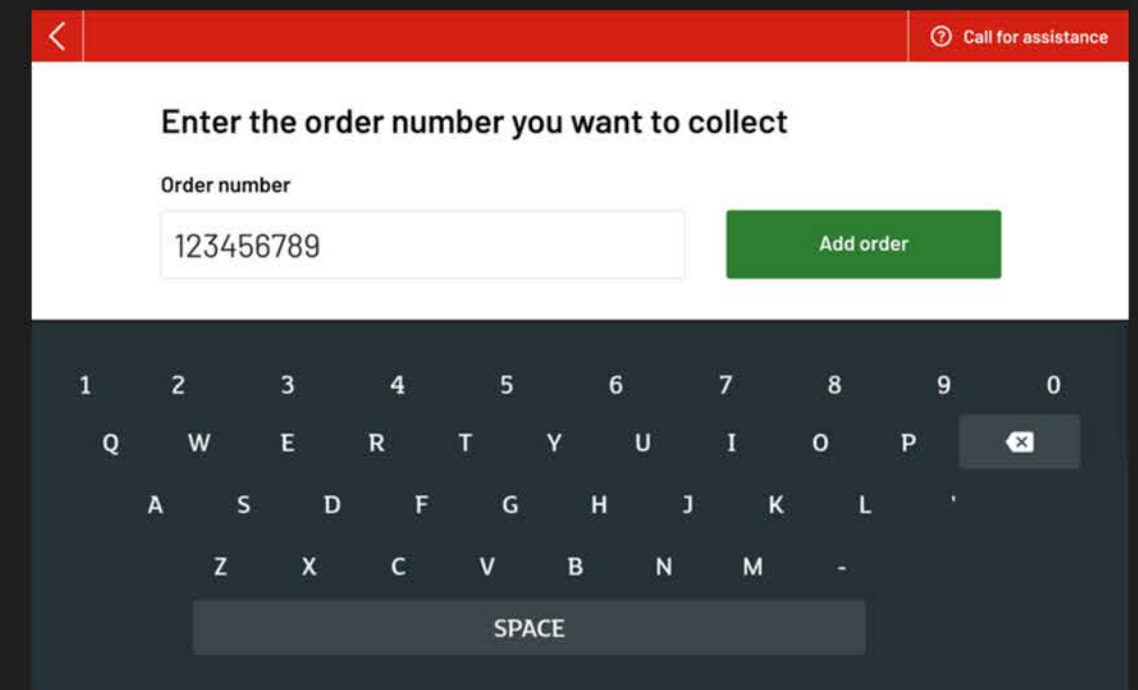 Call for assistance
Enter the order number you want to collect
Order number
123456789
Add order
1 2 3 4 5 6 7 8 9 0
Q W E R T Y U I O P
A S D F G H J K L '
Z X C V B N M -
SPACE